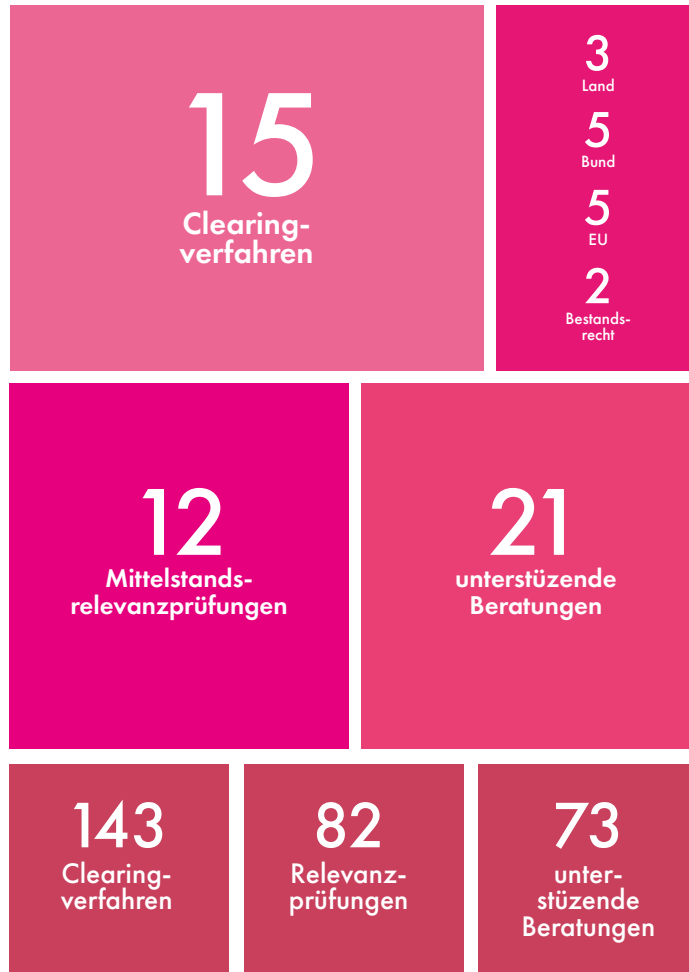 15
Clearing-
verfahren
3
Land
5
Bund
5
EU
2
Bestands-
recht
12
Mittelstands-
relevanzprüfungen
21
unterstüzende
Beratungen
143
Clearing-
verfahren
82
Relevanz-
prüfungen
73
unter-
stüzende
Beratungen